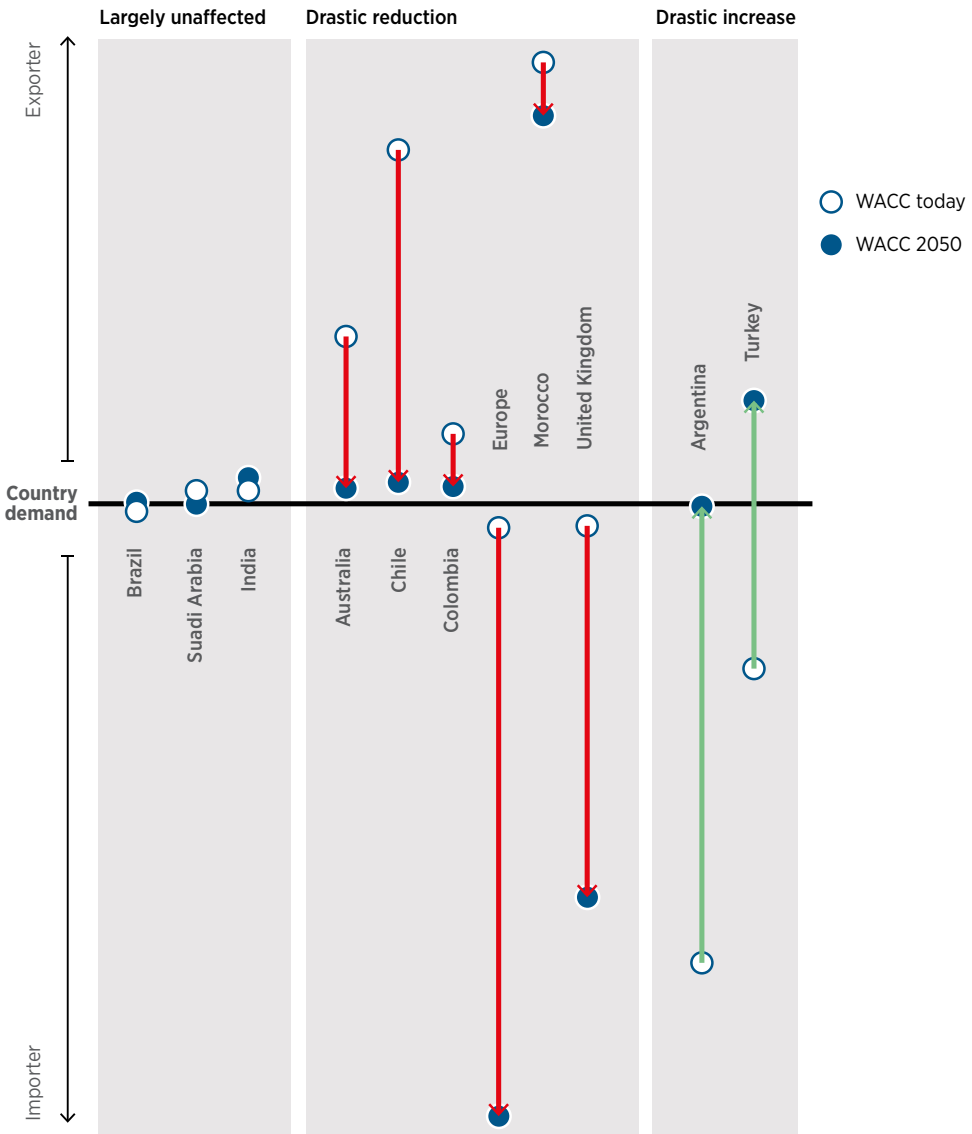 Largely unaffected
Drastic reduction
Drastic increase
Exporter
WACC today
WACC 2050
Turkey
United Kingdom
Argentina
Morocco
Europe
Country
demand
Brazil
Suadi Arabia
India
Australia
Chile
Colombia
Importer